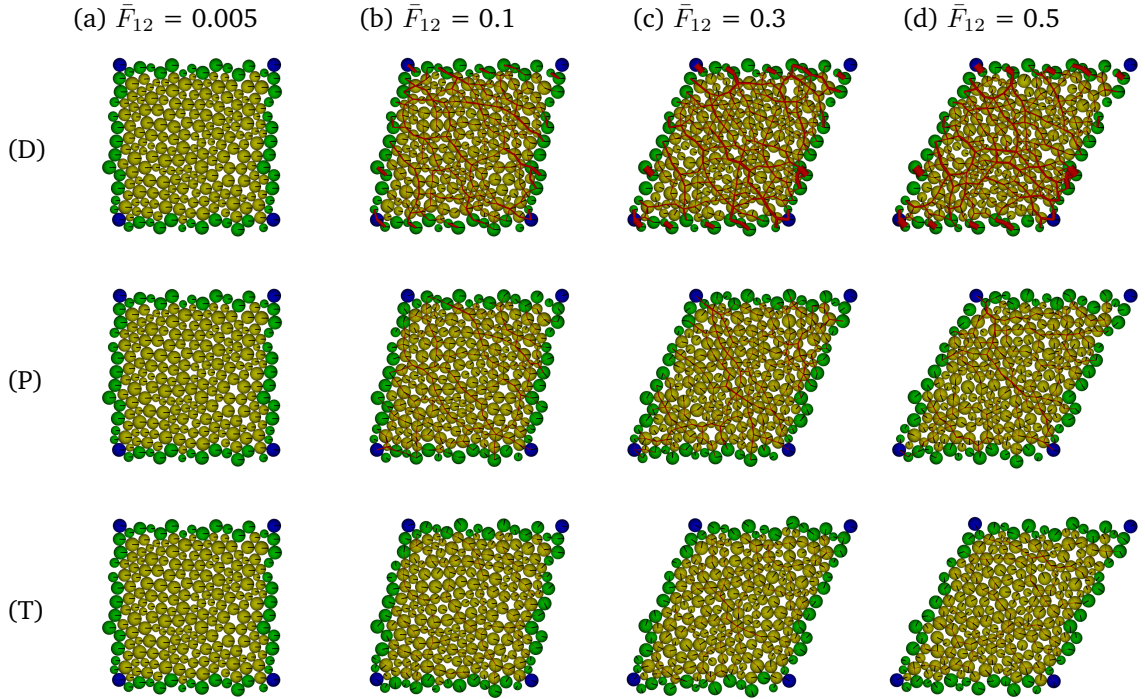 (a) F̄₁₂ = 0.005 (b) F̄₁₂ = 0.1 (c) F̄₁₂ = 0.3 (d) F̄₁₂ = 0.5
(D)
(P)
(T)